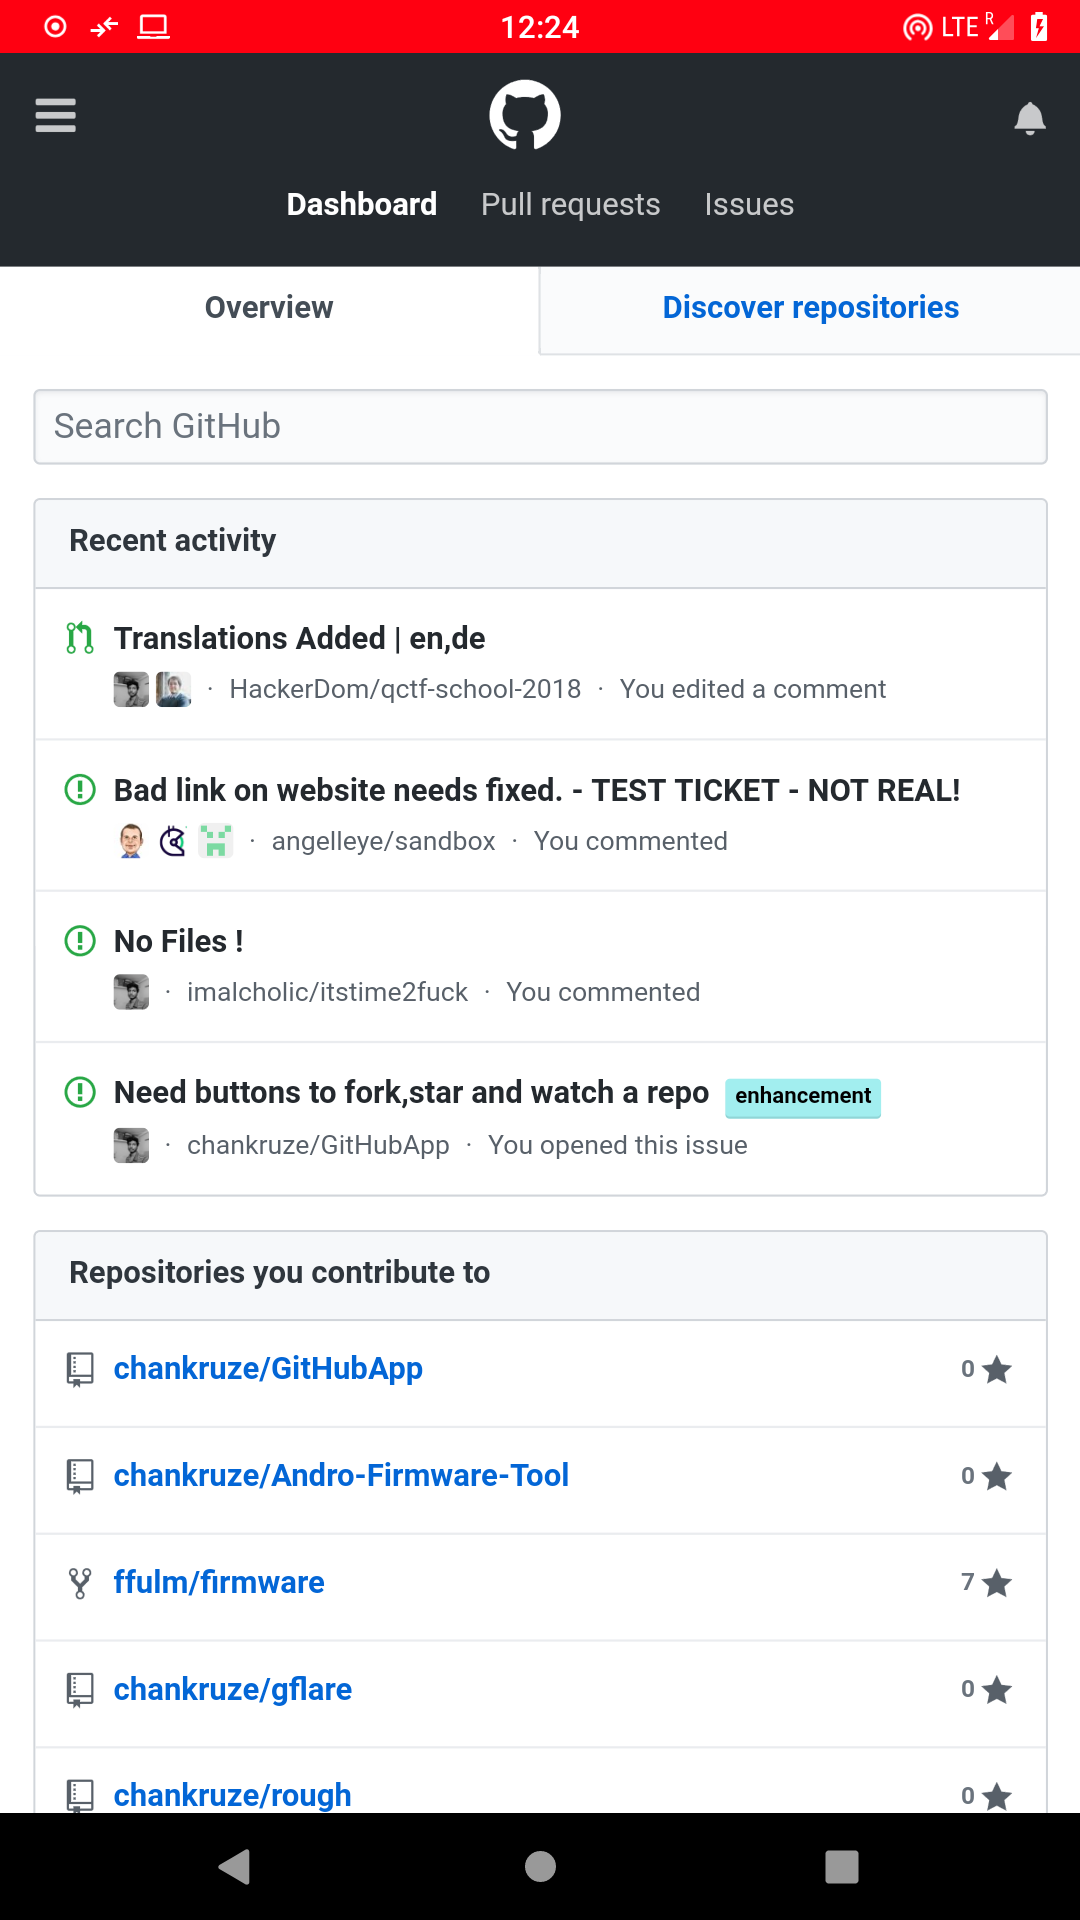 12:24
LTE R
Dashboard Pull requests Issues
Overview Discover repositories
Search GitHub
Recent activity
Translations Added | en,de
· HackerDom/qctf-school-2018 · You edited a comment
Bad link on website needs fixed. - TEST TICKET - NOT REAL!
· angelleye/sandbox · You commented
No Files !
· imalcholic/itstime2fuck · You commented
Need buttons to fork,star and watch a repo enhancement
· chankruze/GitHubApp · You opened this issue
Repositories you contribute to
chankruze/GitHubApp 0
chankruze/Andro-Firmware-Tool 0
ffulm/firmware 7
chankruze/gflare 0
chankruze/rough 0